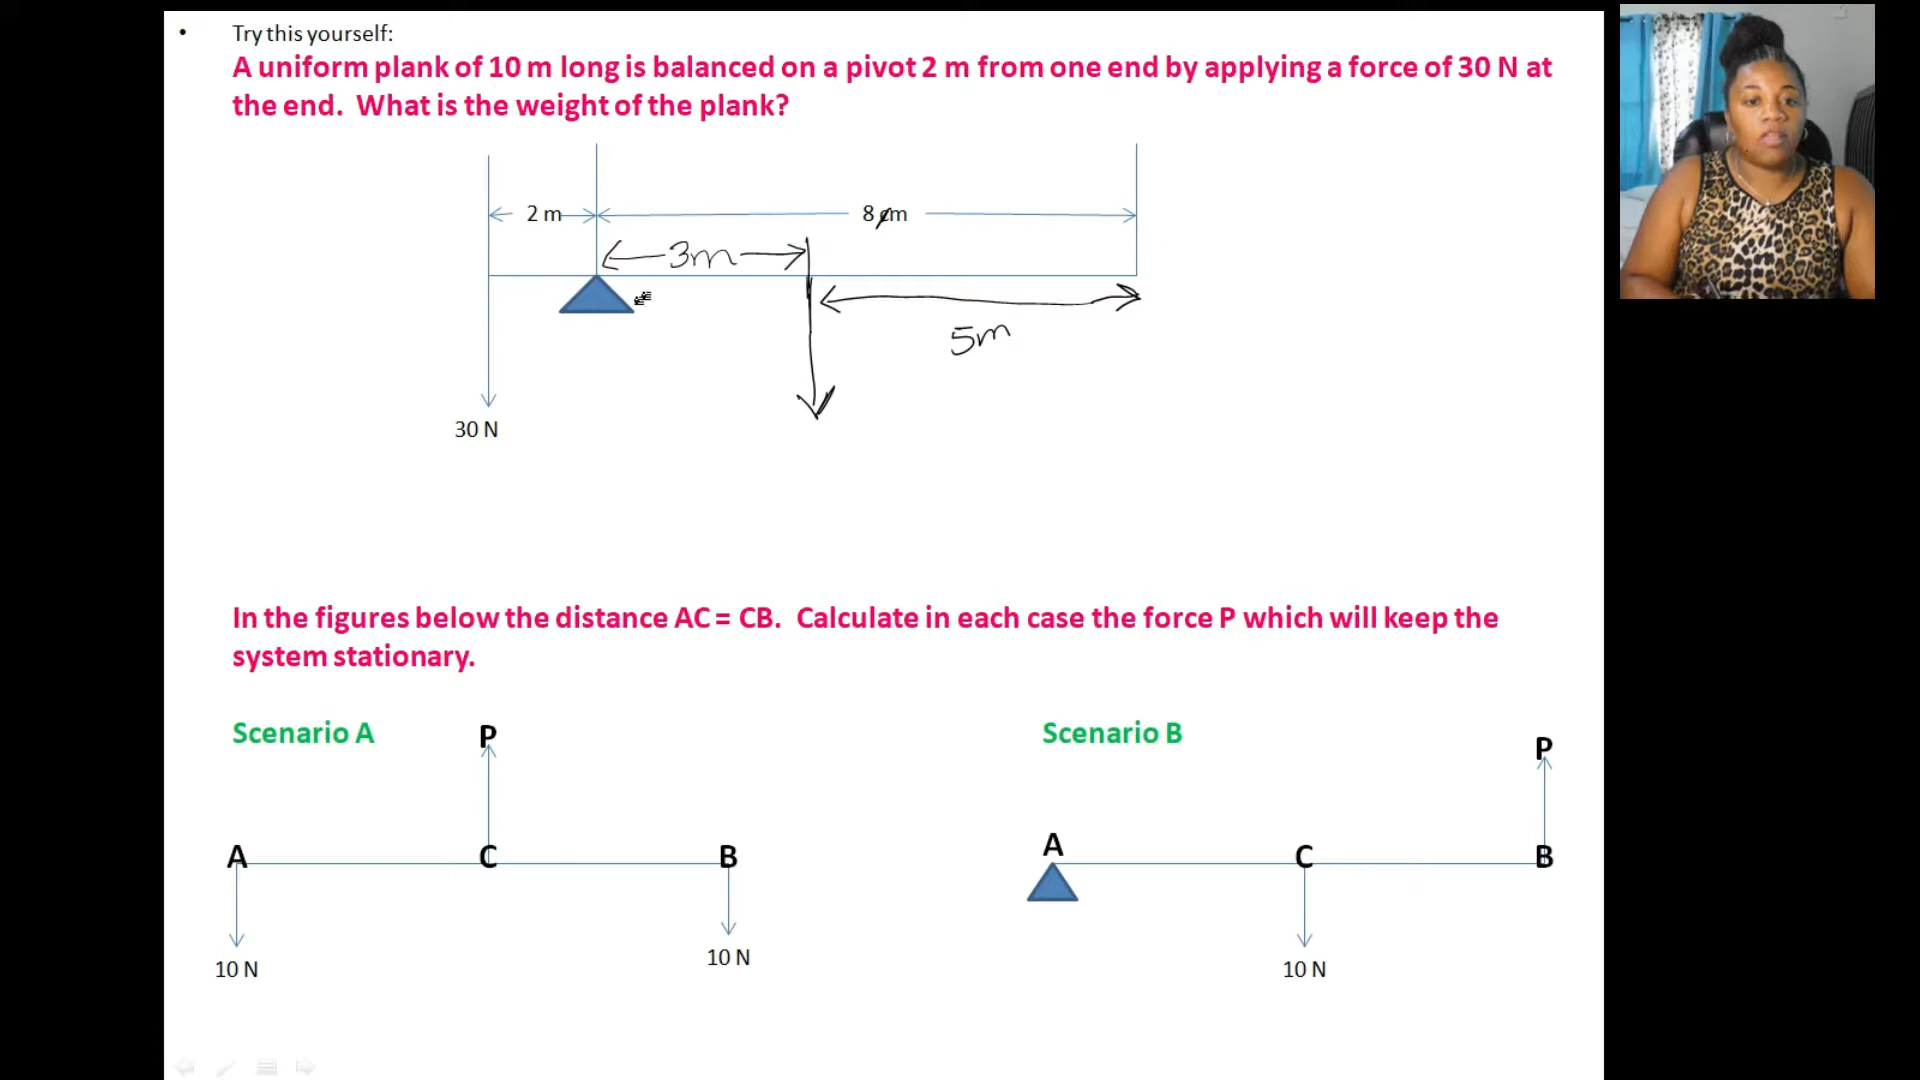 • Try this yourself:
A uniform plank of 10 m long is balanced on a pivot 2 m from one end by applying a force of 30 N at
the end.  What is the weight of the plank?
2 m 8 cm
3m
5m
30 N
In the figures below the distance AC = CB.  Calculate in each case the force P which will keep the
system stationary.
Scenario A P Scenario B P
A C B A C B
10 N 10 N 10 N